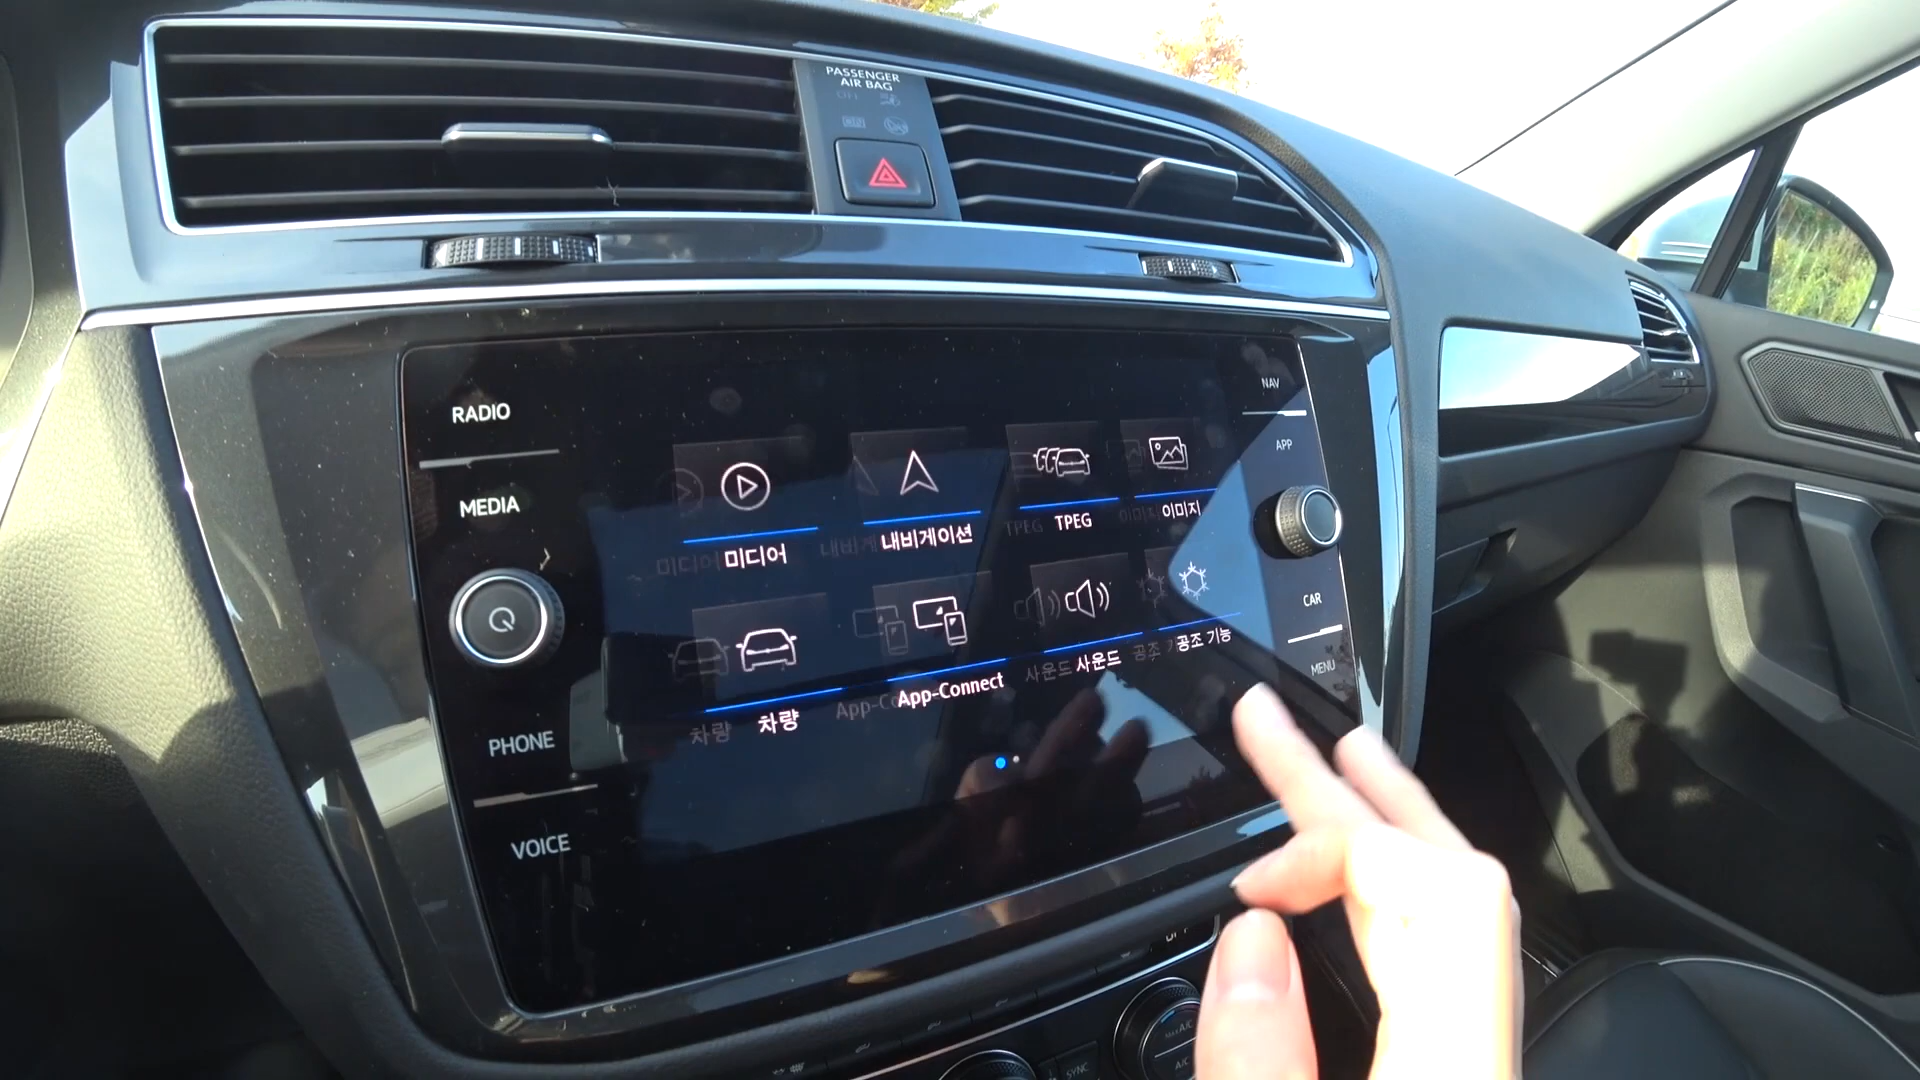 PASSENGER
AIR BAG
RADIO
MEDIA
PHONE
VOICE
NAV
APP
CAR
MENU
미디어
내비게이션
TPEG
이미지
차량
App-Connect
사운드
공조 기능
A/C
SYNC
A/C